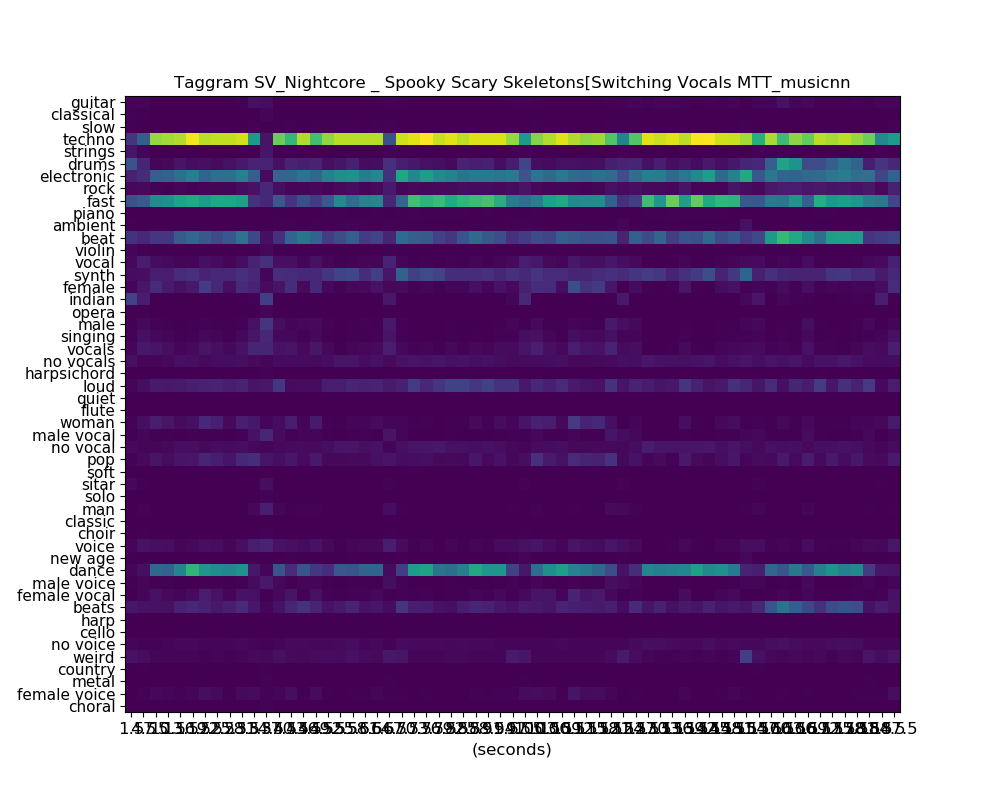 Taggram SV_Nightcore _ Spooky Scary Skeletons[Switching Vocals MTT_musicnn
guitar
classical
slow
techno
strings
drums
electronic
rock
fast
piano
ambient
beat
violin
vocal
synth
female
indian
opera
male
singing
vocals
no vocals
harpsichord
loud
quiet
flute
woman
male vocal
no vocal
pop
soft
sitar
solo
man
classic
choir
voice
new age
dance
male voice
female vocal
beats
harp
cello
no voice
weird
country
metal
female voice
choral
(seconds)